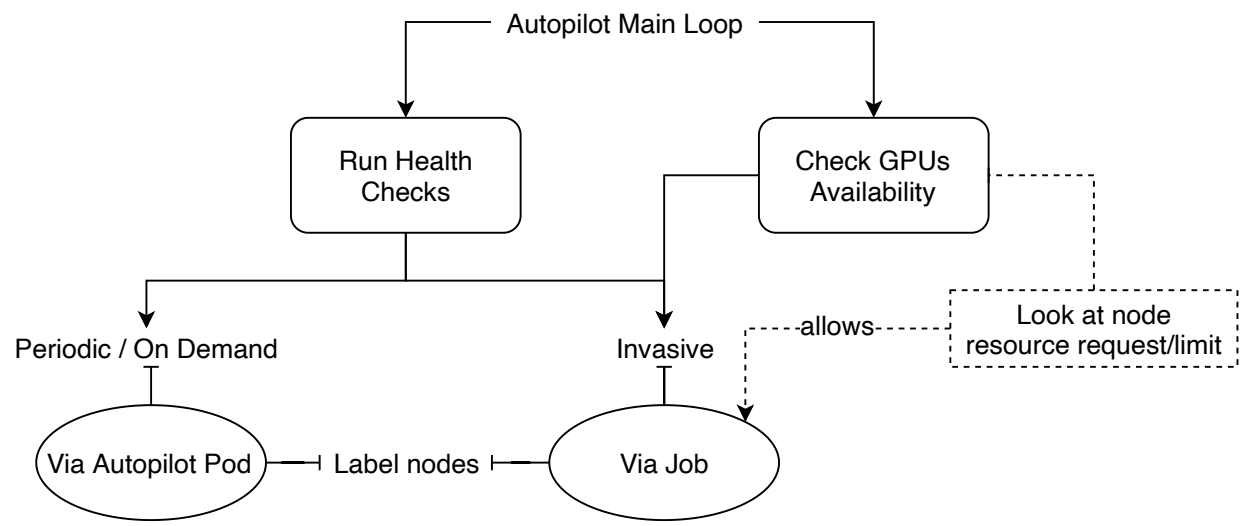 Autopilot Main Loop
Run Health
Checks
Check GPUs
Availability
Periodic / On Demand
Invasive
allows
Look at node
resource request/limit
Via Autopilot Pod
Label nodes
Via Job